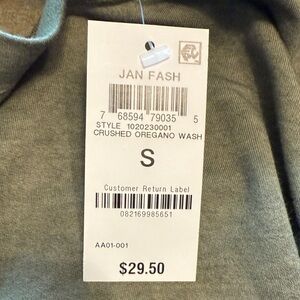 JAN FASH
7 68594 79035 5
STYLE 1020230001
CRUSHED OREGANO WASH
S
Customer Return Label
082169985651
AA01-001
$29.50